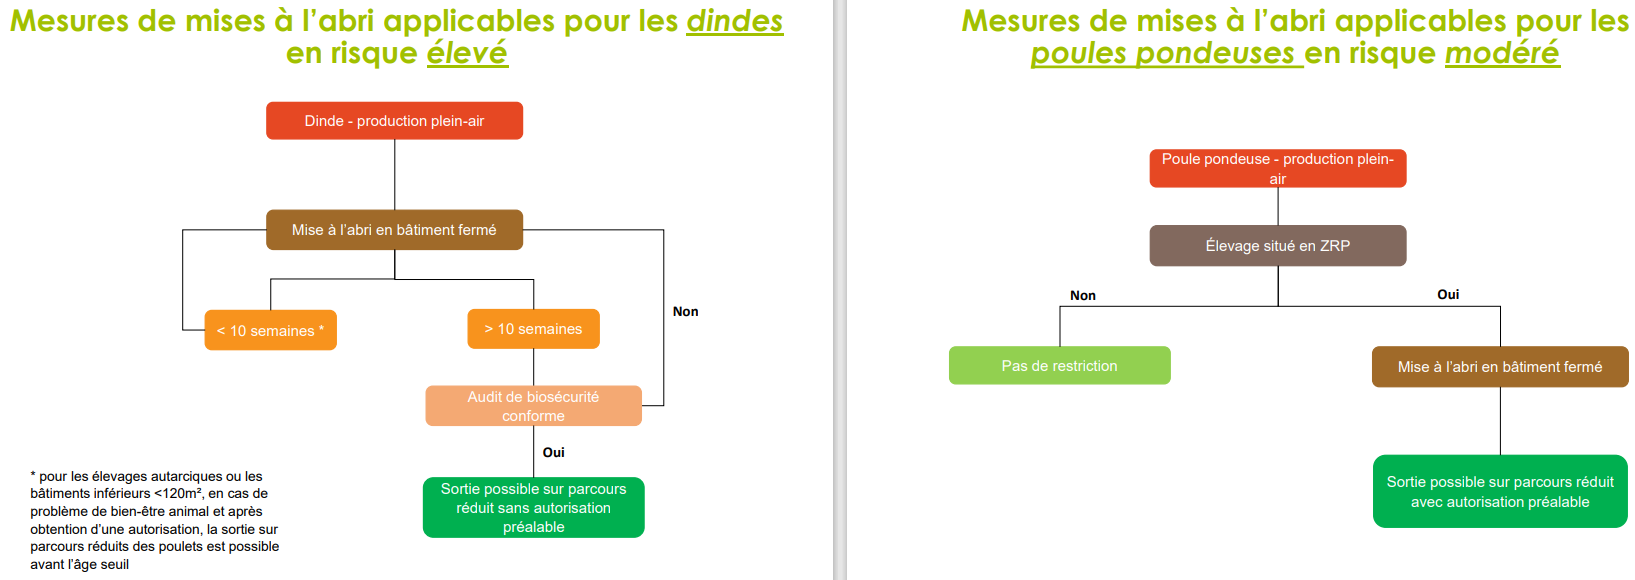 Mesures de mises à l’abri applicables pour les dindes
en risque élevé
Dinde - production plein-air
Mise à l’abri en bâtiment fermé
Non
< 10 semaines *
> 10 semaines
Audit de biosécurité
conforme
Oui
Sortie possible sur parcours
réduit sans autorisation
préalable
* pour les élevages autarciques ou les
bâtiments inférieurs <120m², en cas de
problème de bien-être animal et après
obtention d’une autorisation, la sortie sur
parcours réduits des poulets est possible
avant l’âge seuil
Mesures de mises à l’abri applicables pour les
poules pondeuses en risque modéré
Poule pondeuse - production plein-
air
Élevage situé en ZRP
Non
Oui
Pas de restriction
Mise à l’abri en bâtiment fermé
Sortie possible sur parcours réduit
avec autorisation préalable